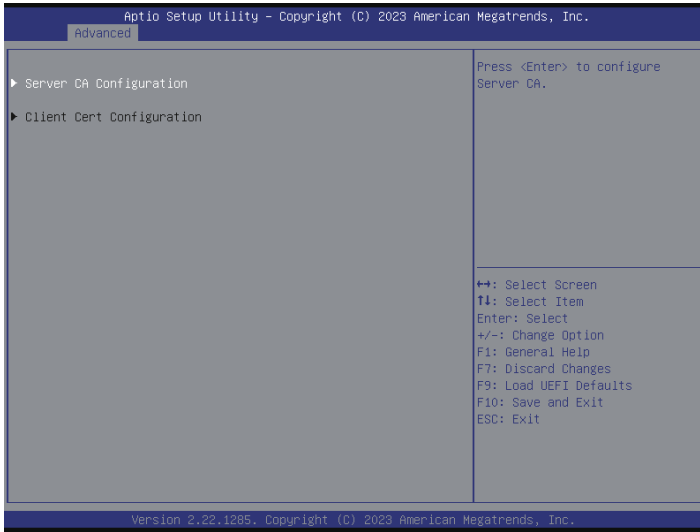 Aptio Setup Utility – Copyright (C) 2023 American Megatrends, Inc.
Advanced
▶ Server CA Configuration
▶ Client Cert Configuration
Press <Enter> to configure
Server CA.
↔: Select Screen
↑↓: Select Item
Enter: Select
+/-: Change Option
F1: General Help
F7: Discard Changes
F9: Load UEFI Defaults
F10: Save and Exit
ESC: Exit
Version 2.22.1285. Copyright (C) 2023 American Megatrends, Inc.